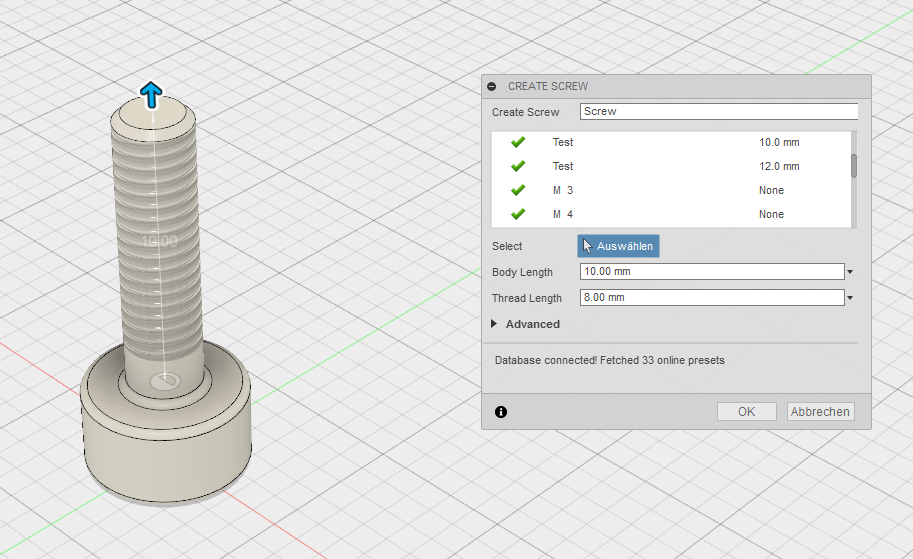 CREATE SCREW
Create Screw Screw
Test 10.0 mm
Test 12.0 mm
M 3 None
M 4 None
Select Auswählen
Body Length 10.00 mm
Thread Length 8.00 mm
Advanced
Database connected! Fetched 33 online presets
OK Abbrechen
10.00